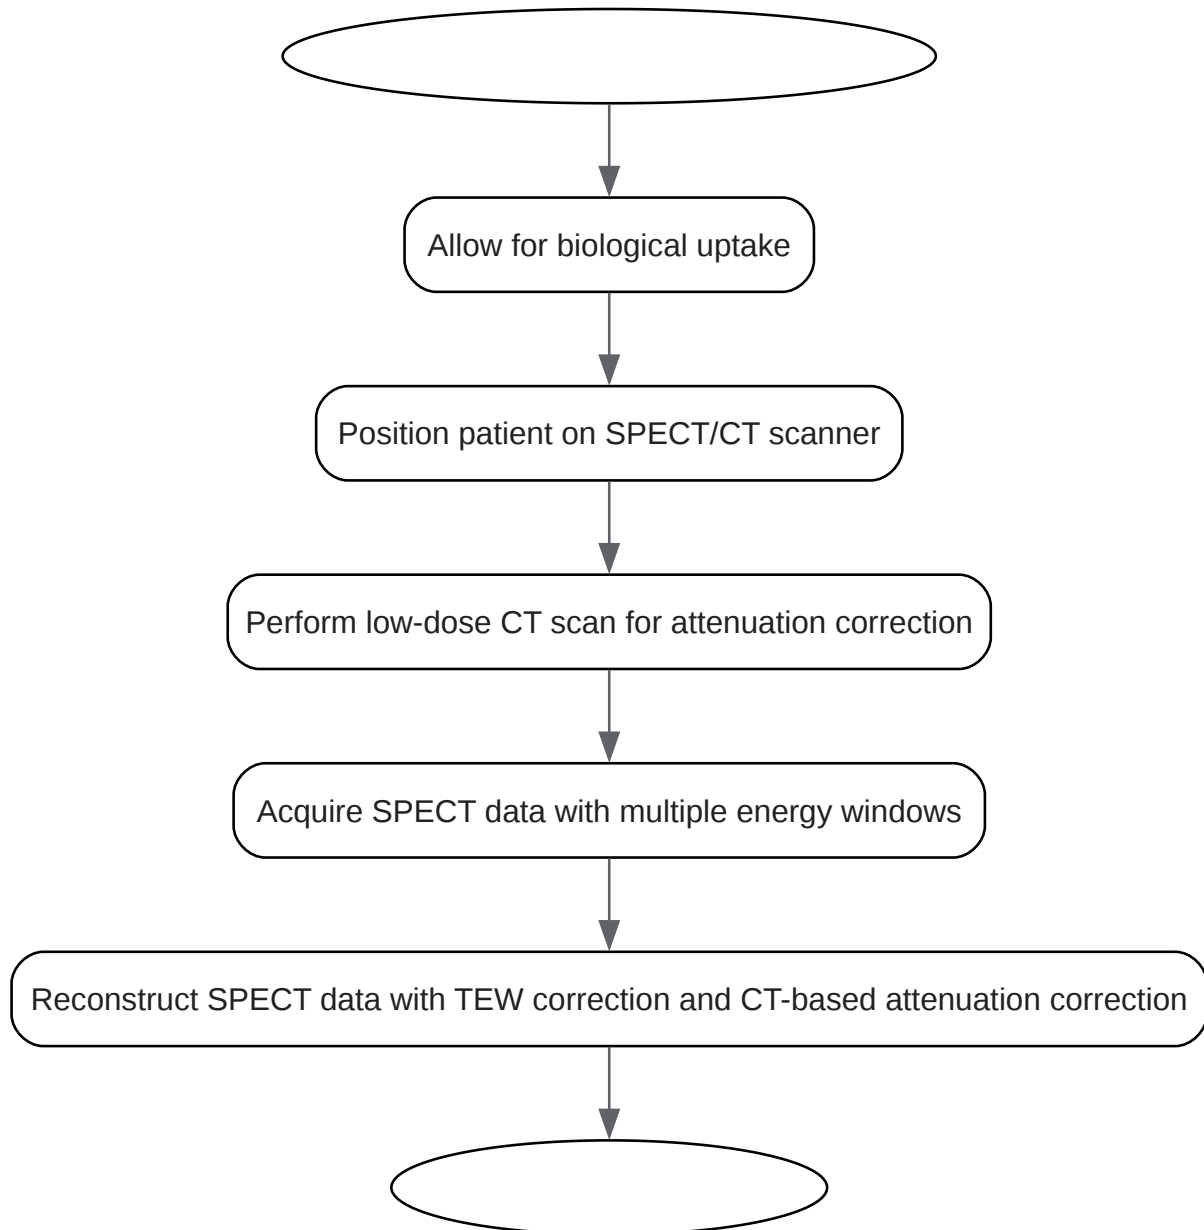 Allow for biological uptake
Position patient on SPECT/CT scanner
Perform low-dose CT scan for attenuation correction
Acquire SPECT data with multiple energy windows
Reconstruct SPECT data with TEW correction and CT-based attenuation correction